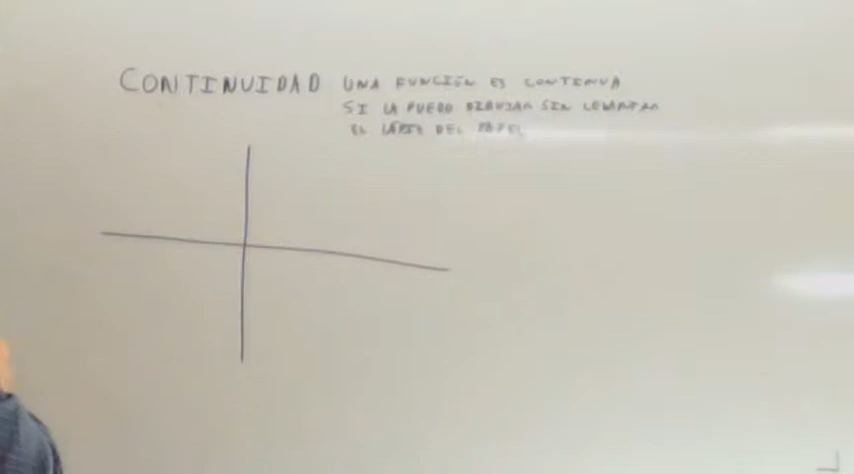 CONTINUIDAD UNA FUNCIÓN ES CONTINUA
SI LA PUEDO DIBUJAR SIN LEVANTAR
EL LÁPIZ DEL PAPEL